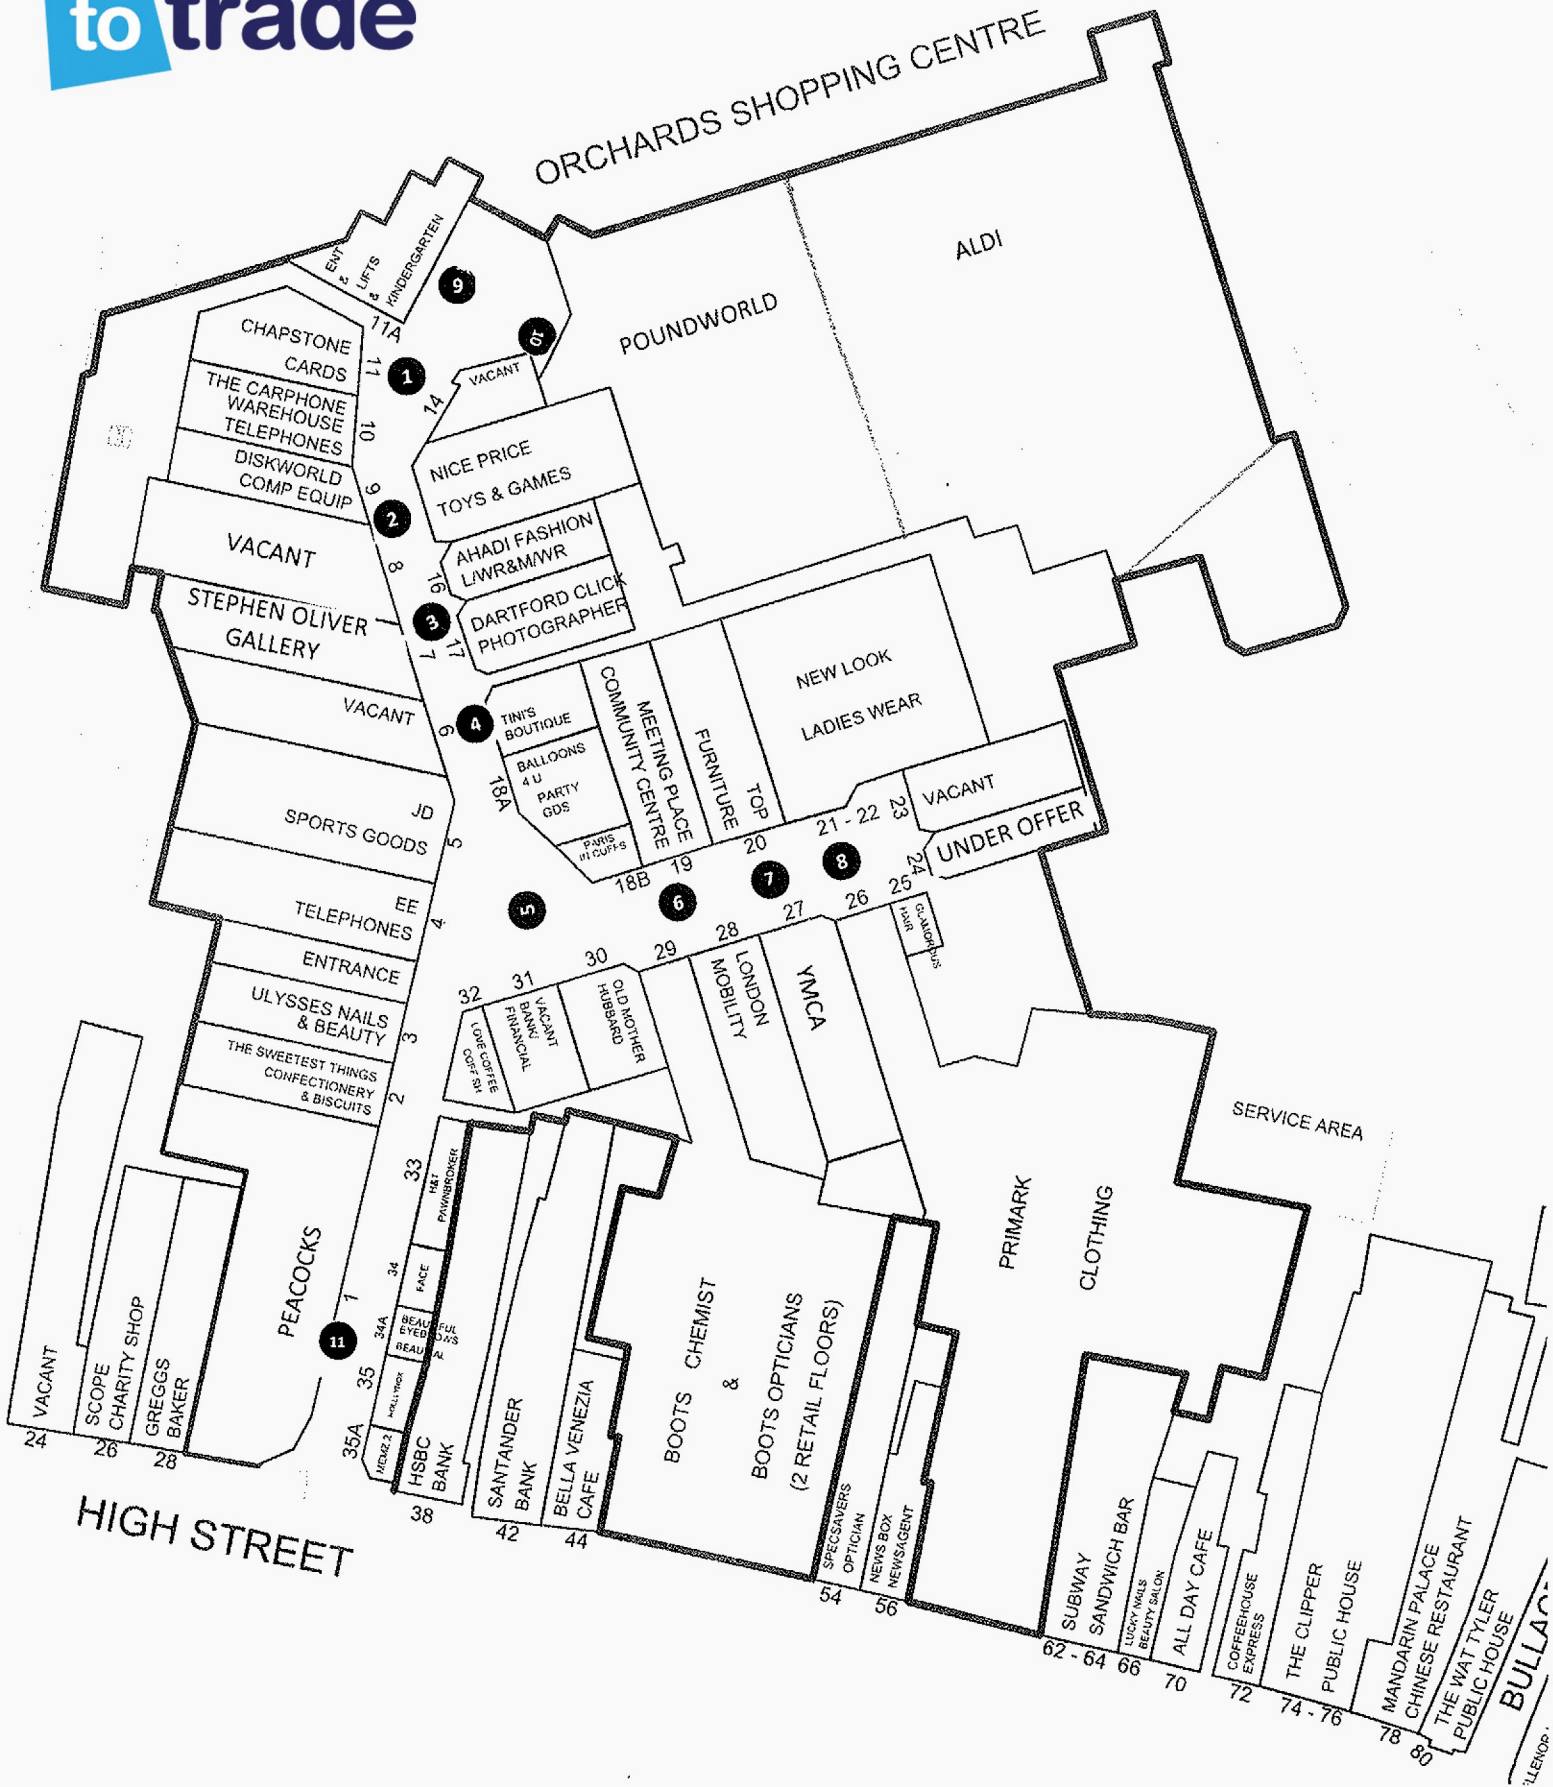 to trade
ORCHARDS SHOPPING CENTRE
ENT
&
LIFTS
&
KINDERGARTEN
9
10
11A
CHAPSTONE
CARDS
11
1
THE CARPHONE
WAREHOUSE
TELEPHONES
10
DISKWORLD
COMP EQUIP
9
2
VACANT
8
STEPHEN OLIVER
GALLERY
7
3
VACANT
6
4
JD
SPORTS GOODS
5
EE
TELEPHONES
4
ENTRANCE
ULYSSES NAILS
& BEAUTY
3
THE SWEETEST THINGS
CONFECTIONERY
& BISCUITS
2
PEACOCKS
1
11
VACANT
14
NICE PRICE
TOYS & GAMES
AHADI FASHION
L/WR&M/WR
16
DARTFORD CLICK
PHOTOGRAPHER
17
POUNDWORLD
ALDI
TINI'S
BOUTIQUE
BALLOONS
4 U
PARTY
GDS
18A
PARIS
IN CUFFS
18B
MEETING PLACE
COMMUNITY CENTRE
19
TOP
FURNITURE
20
NEW LOOK
LADIES WEAR
21 - 22
VACANT
23
UNDER OFFER
24
5
6
7
8
25
GLAMOROUS
HAIR
26
27
YMCA
28
LONDON
MOBILITY
29
30
OLD MOTHER
HUBBARD
31
VACANT
BANK/
FINANCIAL
32
LOVE COFFEE
COFF SH
33
H&T
PAWNBROKER
34
FACE
34A
BEAUTIFUL
EYEBROWS
35
35A
MEMZ 2
SERVICE AREA
PRIMARK
CLOTHING
BOOTS CHEMIST
&
BOOTS OPTICIANS
(2 RETAIL FLOORS)
VACANT
24
SCOPE
CHARITY SHOP
26
GREGGS
BAKER
28
HIGH STREET
HSBC
BANK
38
SANTANDER
BANK
42
BELLA VENEZIA
CAFE
44
SPECSAVERS
OPTICIAN
54
NEWS BOX
NEWSAGENT
56
SUBWAY
SANDWICH BAR
62 - 64
LUCKY NAILS
BEAUTY SALON
66
ALL DAY CAFE
70
COFFEEHOUSE
EXPRESS
72
THE CLIPPER
PUBLIC HOUSE
74 - 76
MANDARIN PALACE
CHINESE RESTAURANT
78
THE WAT TYLER
PUBLIC HOUSE
80